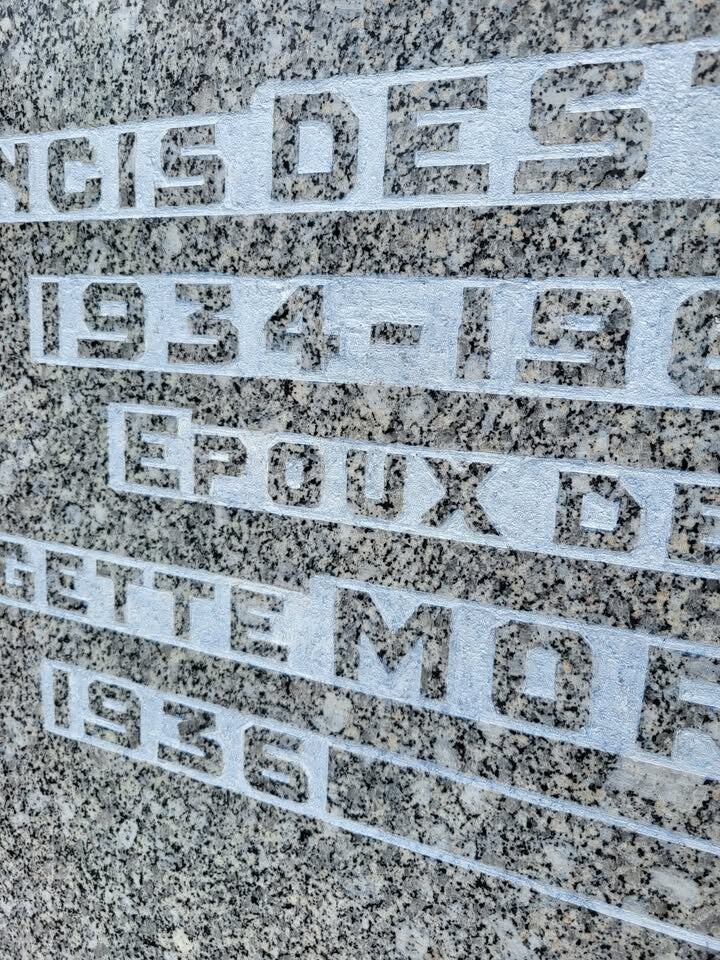 NCIS DES
1934-19
EPOUX DE
GETTE MO
1936